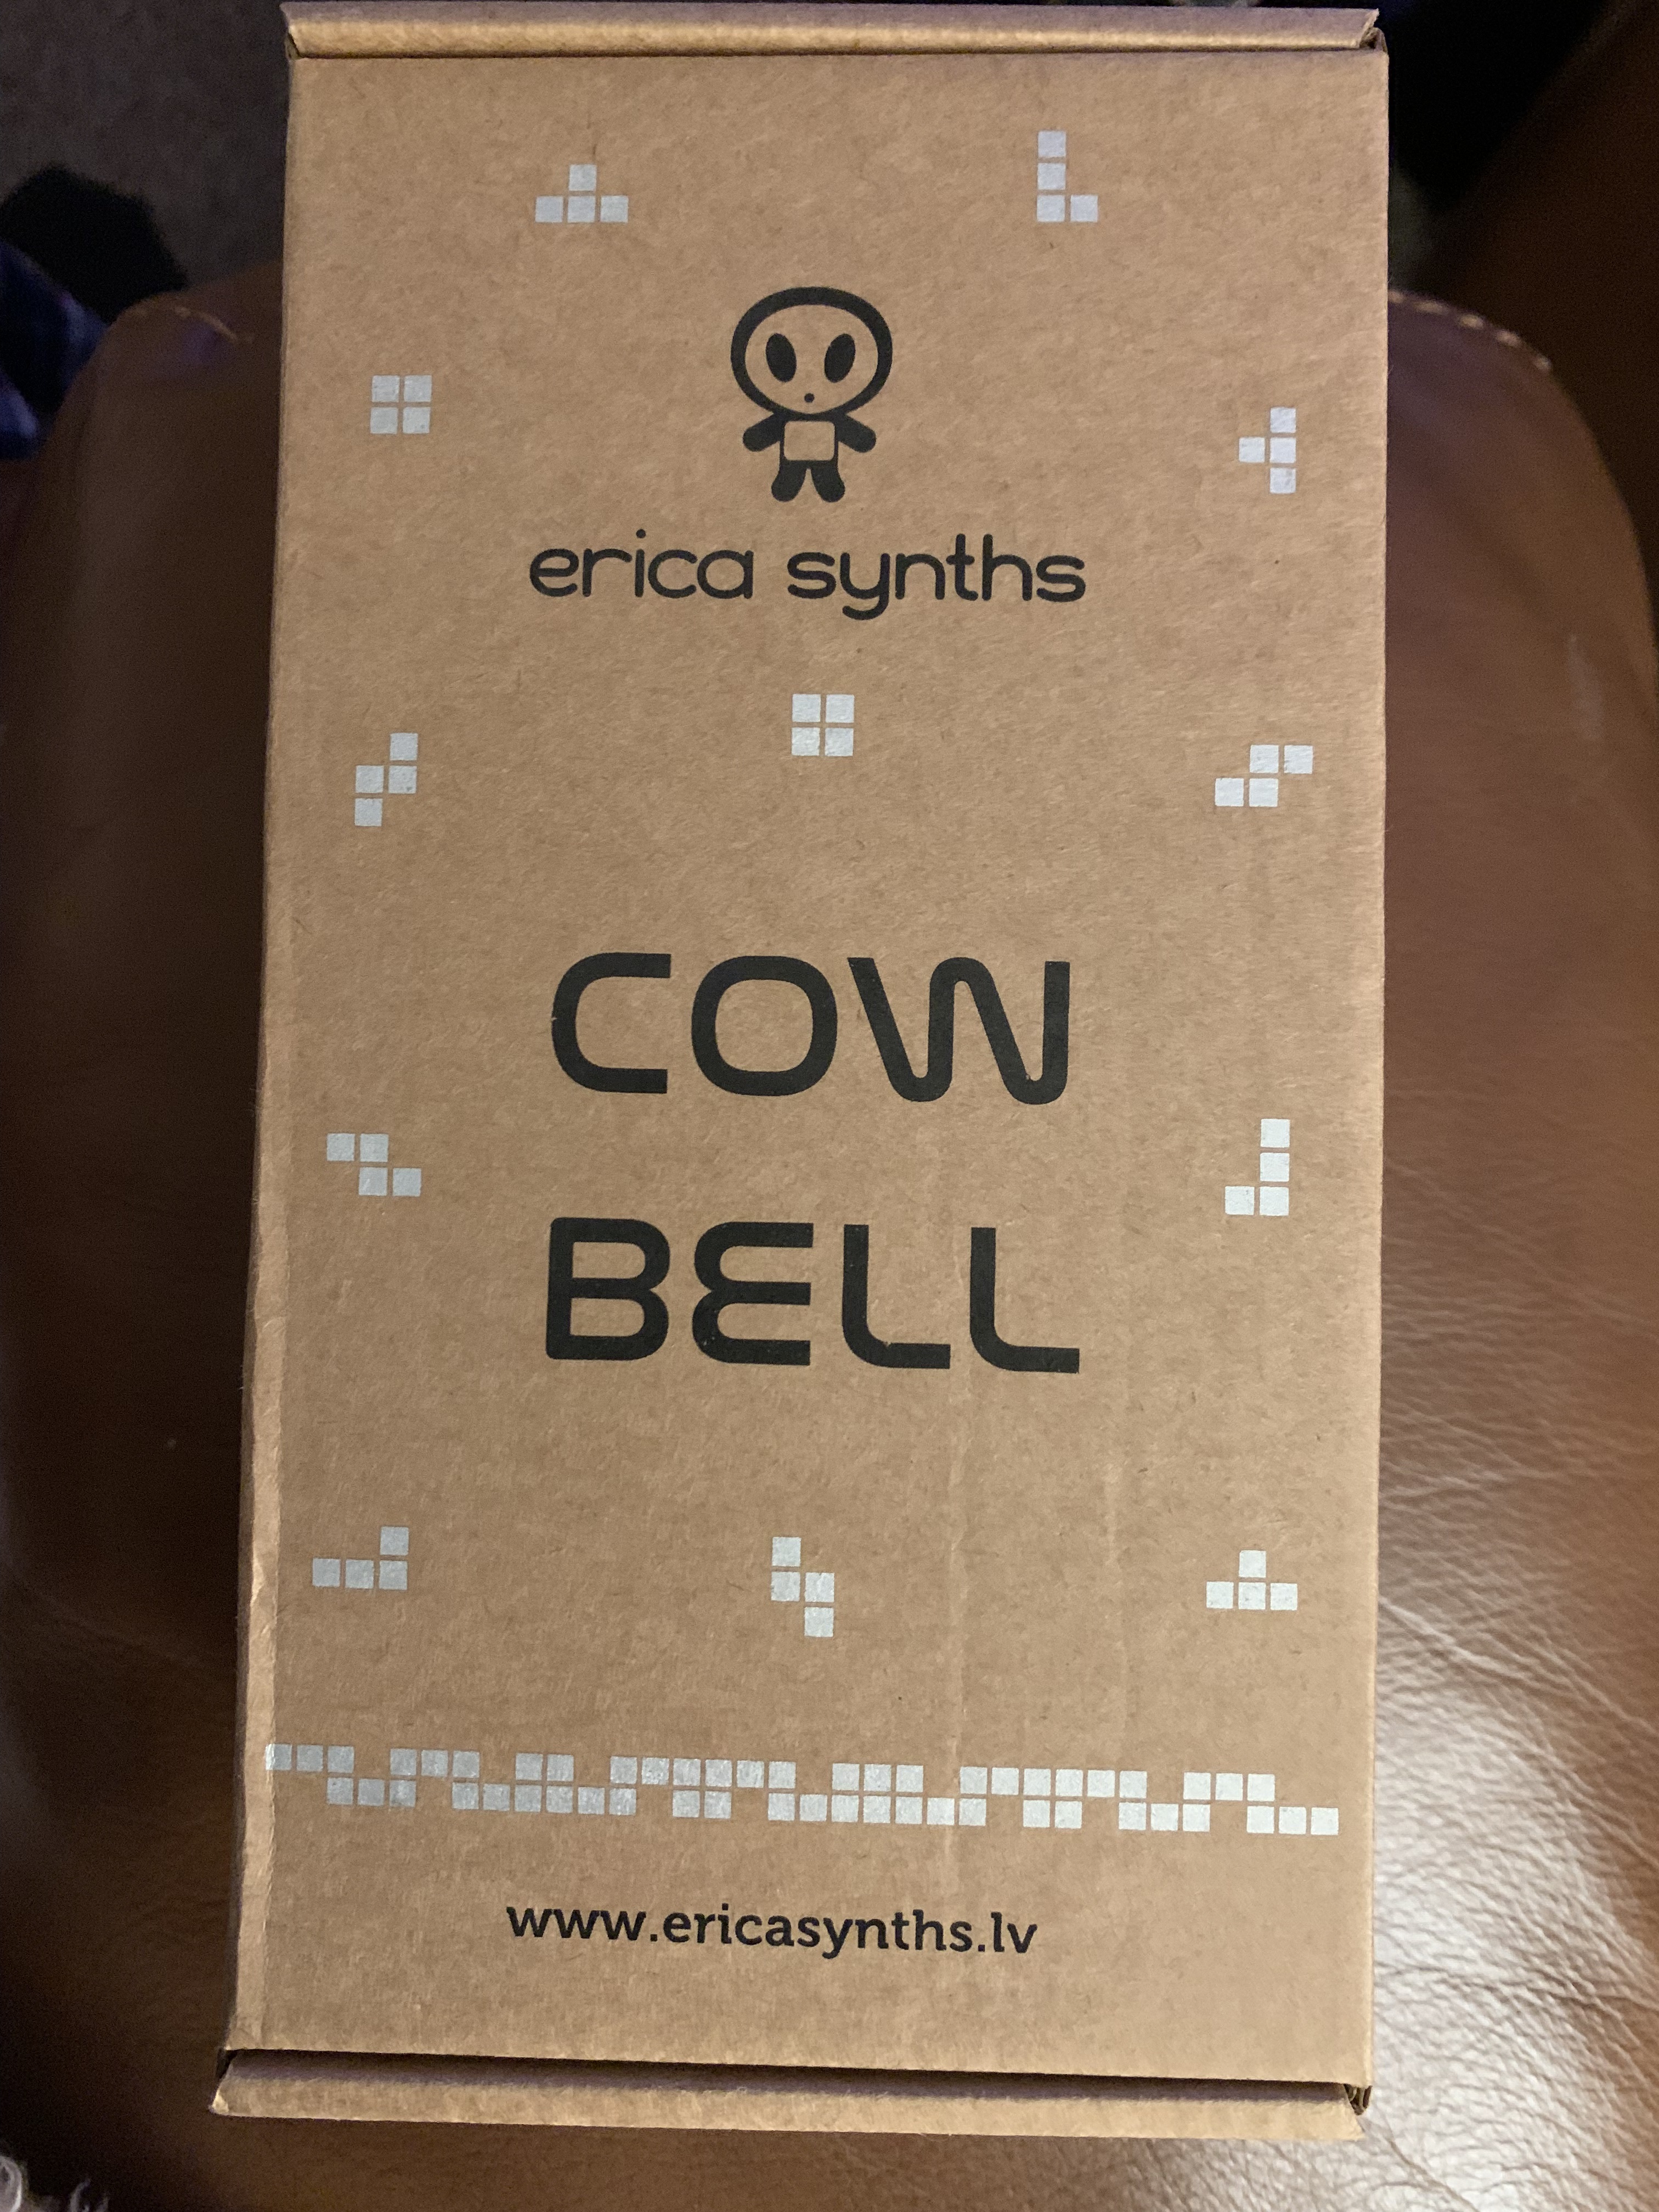 erica synths
COW
BELL
www.ericasynths.lv